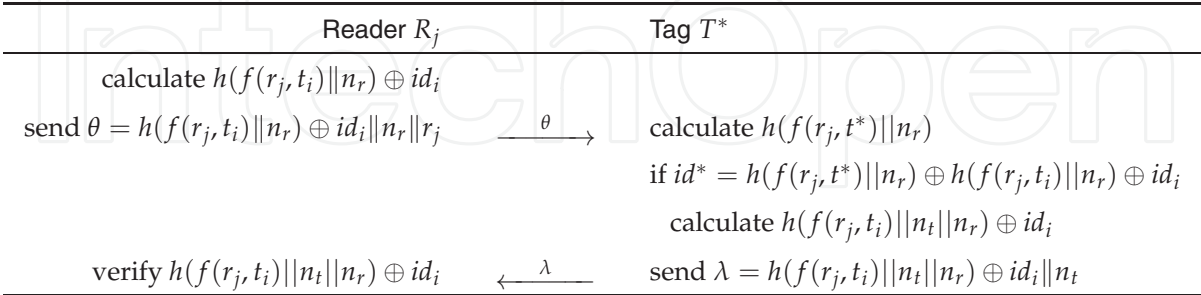 Reader R_j Tag T*
calculate h(f(r_j, t_i)‖n_r) ⊕ id_i
send θ = h(f(r_j, t_i)‖n_r) ⊕ id_i‖n_r‖r_j θ calculate h(f(r_j, t*)||n_r)
if id* = h(f(r_j, t*)||n_r) ⊕ h(f(r_j, t_i)||n_r) ⊕ id_i
calculate h(f(r_j, t_i)||n_t||n_r) ⊕ id_i
verify h(f(r_j, t_i)||n_t||n_r) ⊕ id_i λ send λ = h(f(r_j, t_i)||n_t||n_r) ⊕ id_i‖n_t
IntechOpen